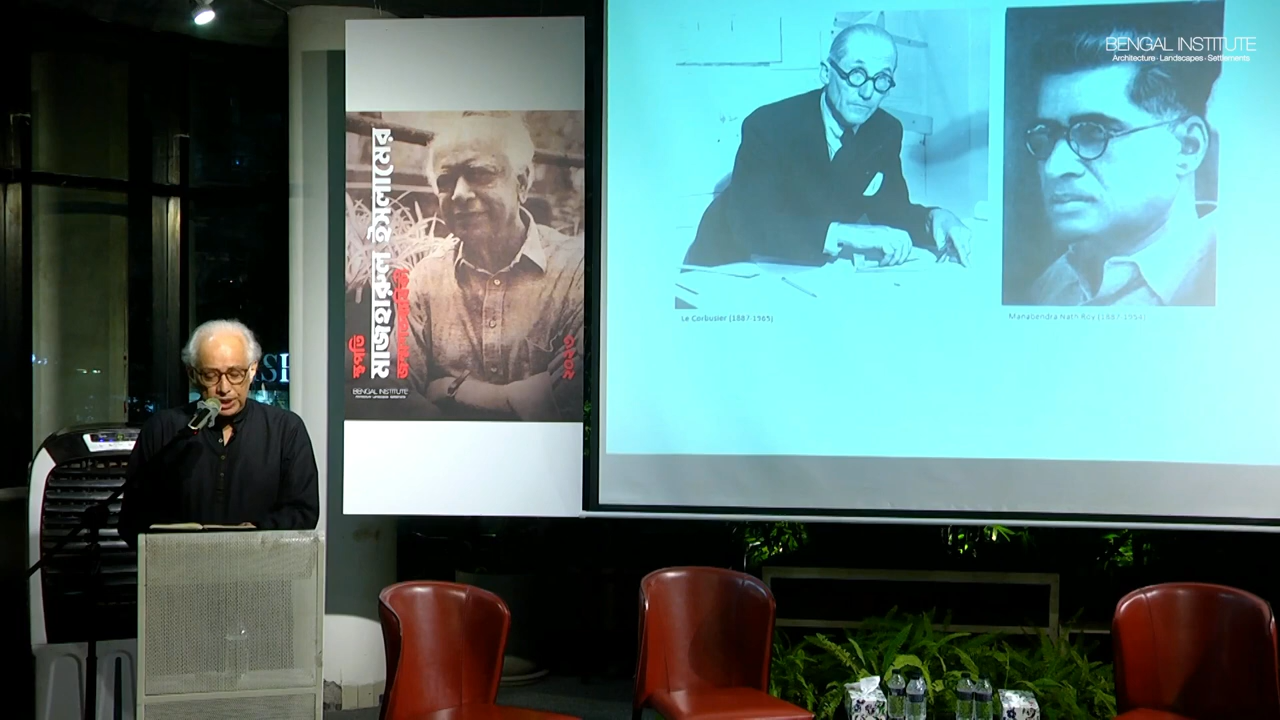 BENGAL INSTITUTE
Architecture · Landscapes · Settlements
মাজহারুল ইসলামের
BENGAL INSTITUTE
Le Corbusier (1887-1965)
Manabendra Nath Roy (1887-1954)